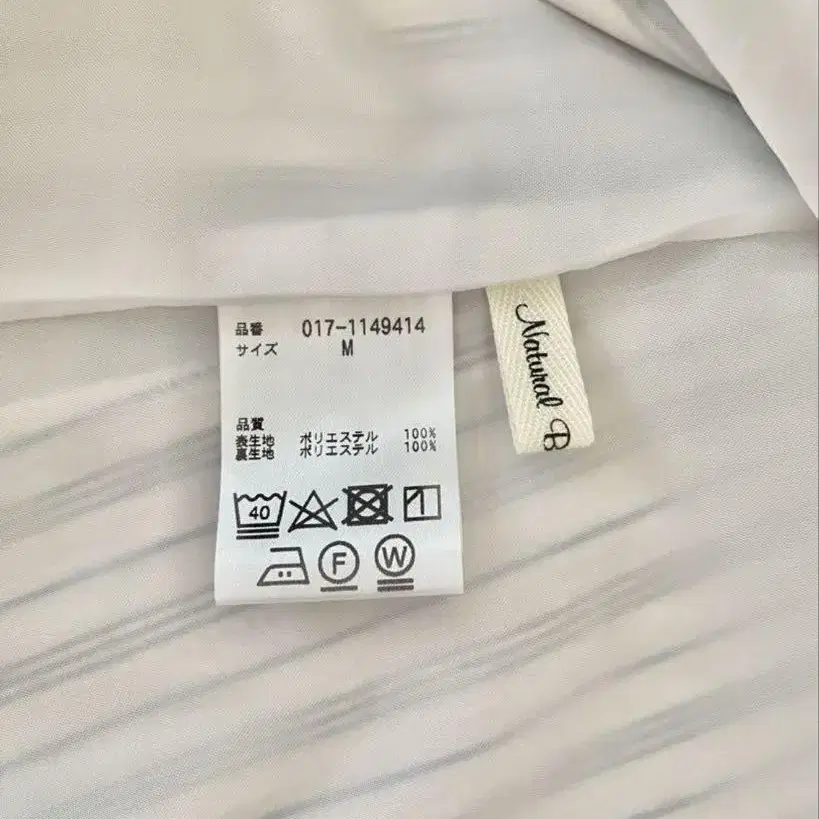 品番 017-1149414
サイズ M
品質
表生地 ポリエステル 100%
裏生地 ポリエステル 100%
40
F W
Natural B